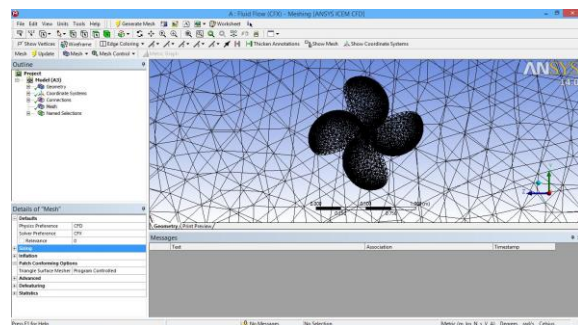 A : Fluid Flow (CFX) - Meshing [ANSYS ICEM CFD]
File Edit View Units Tools Help Generate Mesh Worksheet
Show Vertices Wireframe Edge Coloring Thicken Annotations Show Mesh Show Coordinate Systems
Mesh Update Mesh Mesh Control
Outline
Project
Model (A3)
Geometry
Coordinate Systems
Connections
Mesh
Named Selections
ANSYS
Details of "Mesh"
Defaults
Physics Preference CFD
Solver Preference CFX
Relevance 0
Sizing
Inflation
Patch Conforming Options
Triangle Surface Mesher Program Controlled
Advanced
Defeaturing
Statistics
Geometry Print Preview
Messages
Text Association Timestamp
Press F1 for Help No Messages No Selection Degrees rad/s Celsius